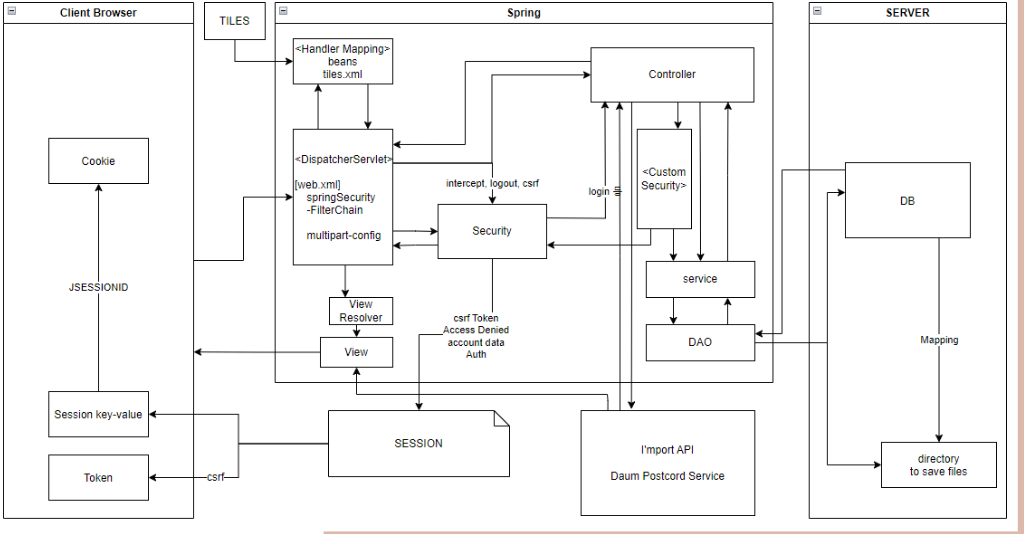 Client Browser
TILES
Spring
SERVER
<Handler Mapping>
beans
tiles.xml
Controller
Cookie
<DispatcherServlet>
[web.xml]
springSecurity
-FilterChain
multipart-config
intercept, logout, csrf
login
<Custom
Security>
Security
DB
service
JSESSIONID
View
Resolver
View
csrf Token
Access Denied
account data
Auth
DAO
Mapping
Session key-value
SESSION
I'mport API
Daum Postcord Service
directory
to save files
Token
csrf